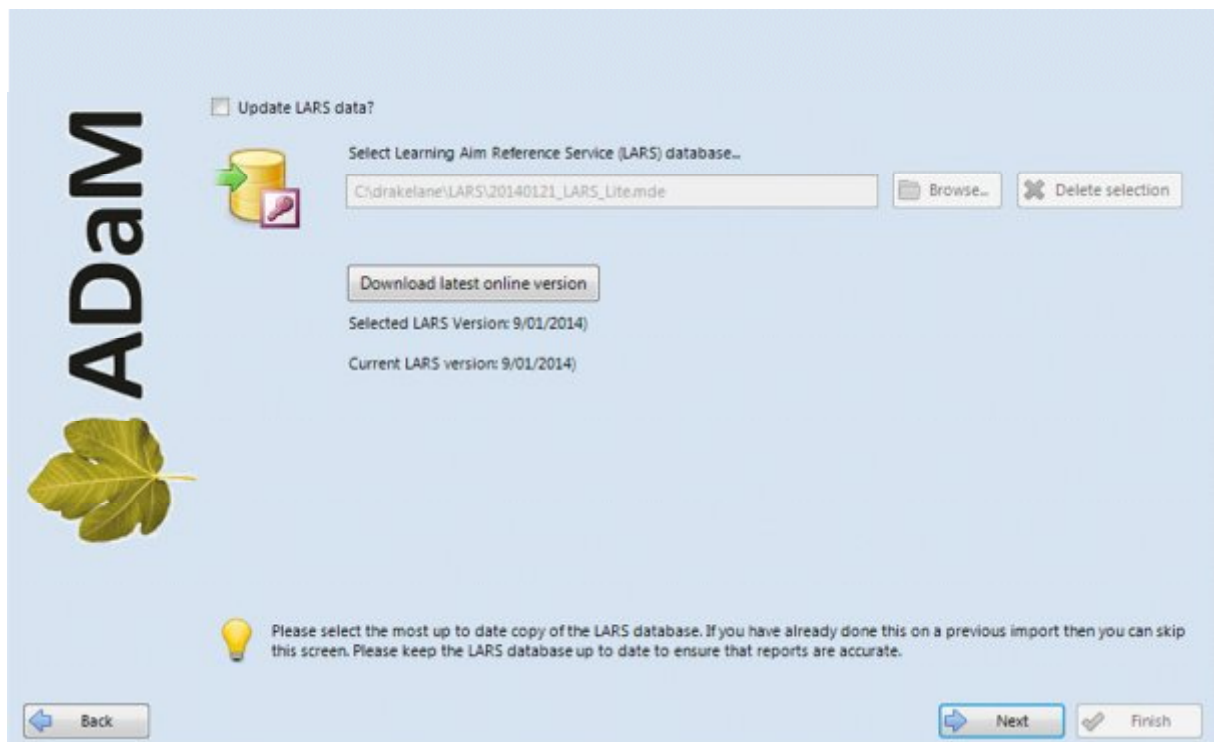 ADaM
Update LARS data?
Select Learning Aim Reference Service (LARS) database...
C:\drakelane\LARS\20140121_LARS_Lite.mde
Browse...
Delete selection
Download latest online version
Selected LARS Version: 9/01/2014)
Current LARS version: 9/01/2014)
Please select the most up to date copy of the LARS database. If you have already done this on a previous import then you can skip
this screen. Please keep the LARS database up to date to ensure that reports are accurate.
Back
Next
Finish